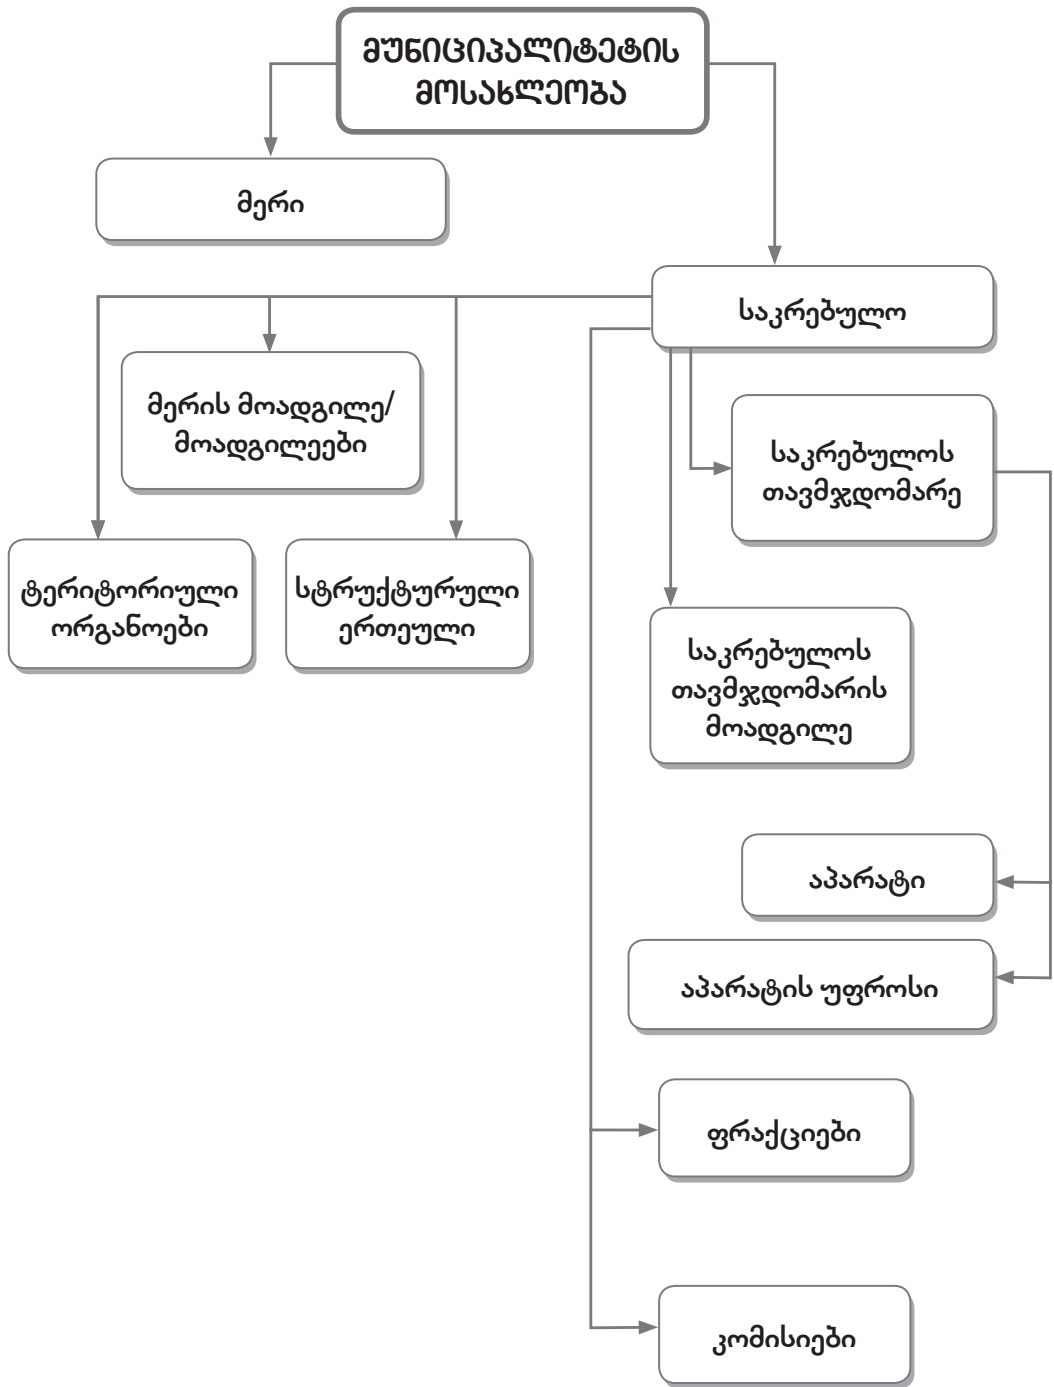 მუნიციპალიტეტის
მოსახლეობა
მერი
საკრებულო
მერის მოადგილე/
მოადგილეები
საკრებულოს
თავმჯდომარე
ტერიტორიული
ორგანოები
სტრუქტურული
ერთეული
საკრებულოს
თავმჯდომარის
მოადგილე
აპარატი
აპარატის უფროსი
ფრაქციები
კომისიები